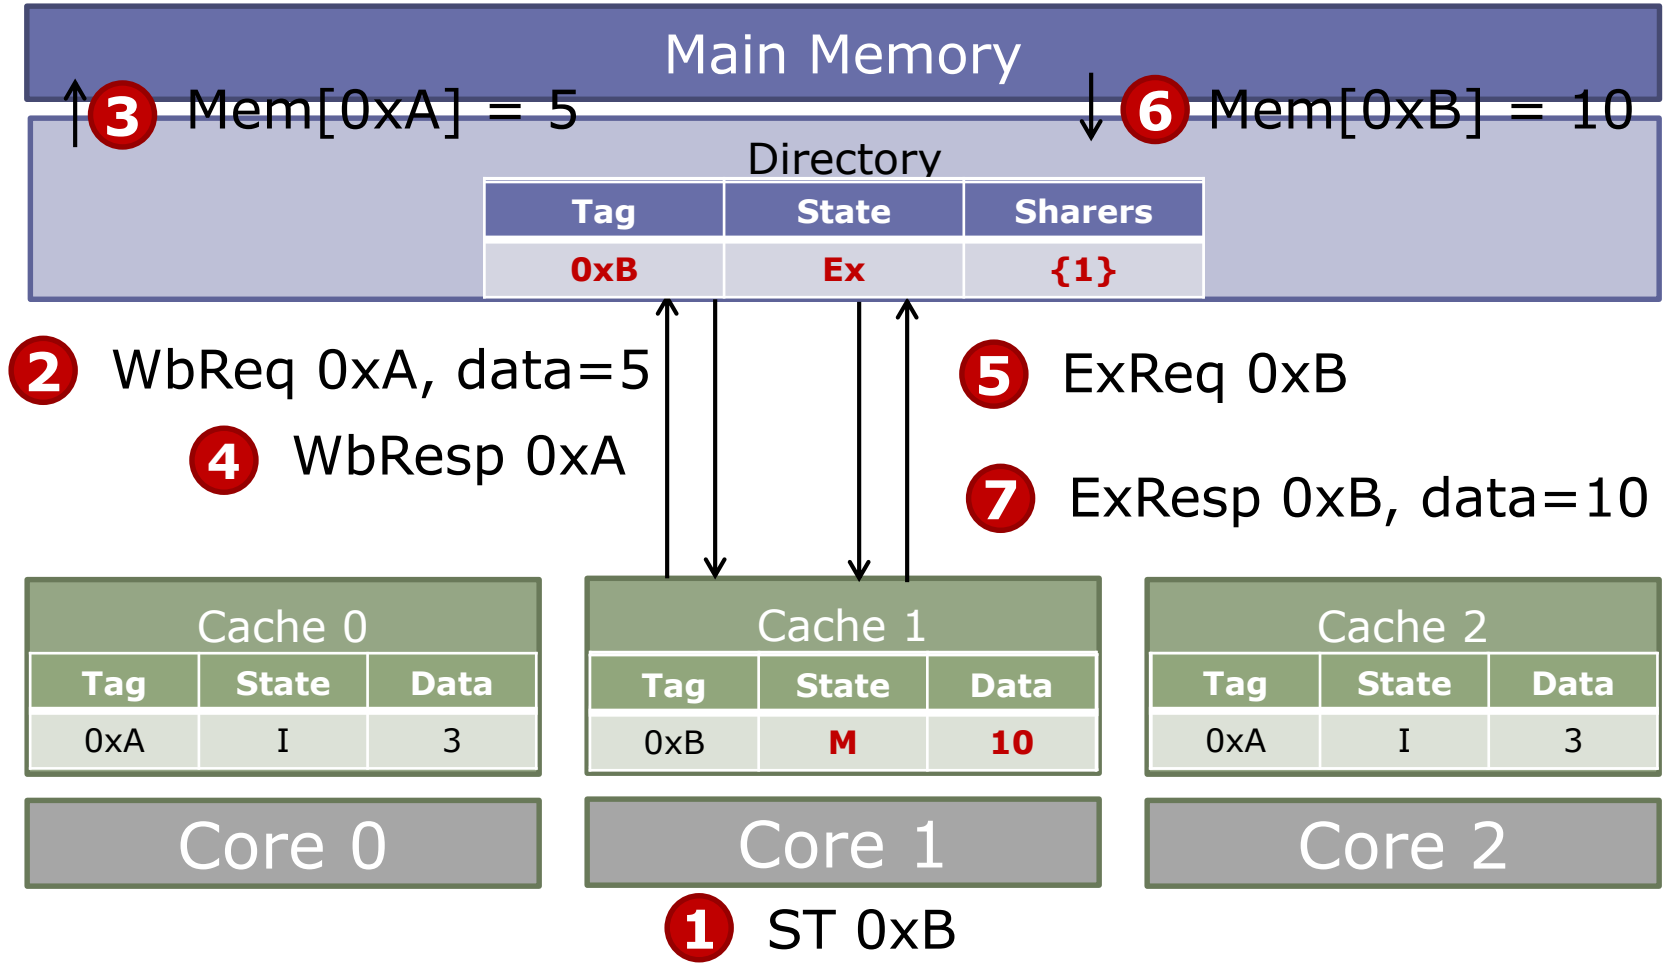 Main Memory
3 Mem[0xA] = 5
6 Mem[0xB] = 10
Directory
Tag State Sharers
0xB Ex {1}
2 WbReq 0xA, data=5
5 ExReq 0xB
4 WbResp 0xA
7 ExResp 0xB, data=10
Cache 0
Tag State Data
0xA I 3
Core 0
Cache 1
Tag State Data
0xB M 10
Core 1
Cache 2
Tag State Data
0xA I 3
Core 2
1 ST 0xB